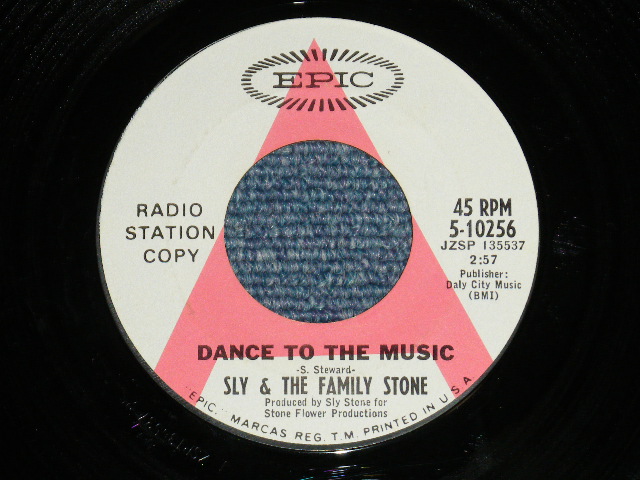 EPIC
RADIO
STATION
COPY
45 RPM
5-10256
JZSP 135537
2:57
Publisher:
Daly City Music
(BMI)
DANCE TO THE MUSIC
-S. Steward-
SLY & THE FAMILY STONE
Produced by Sly Stone for
Stone Flower Productions
"EPIC," MARCAS REG. T.M. PRINTED IN U.S.A.